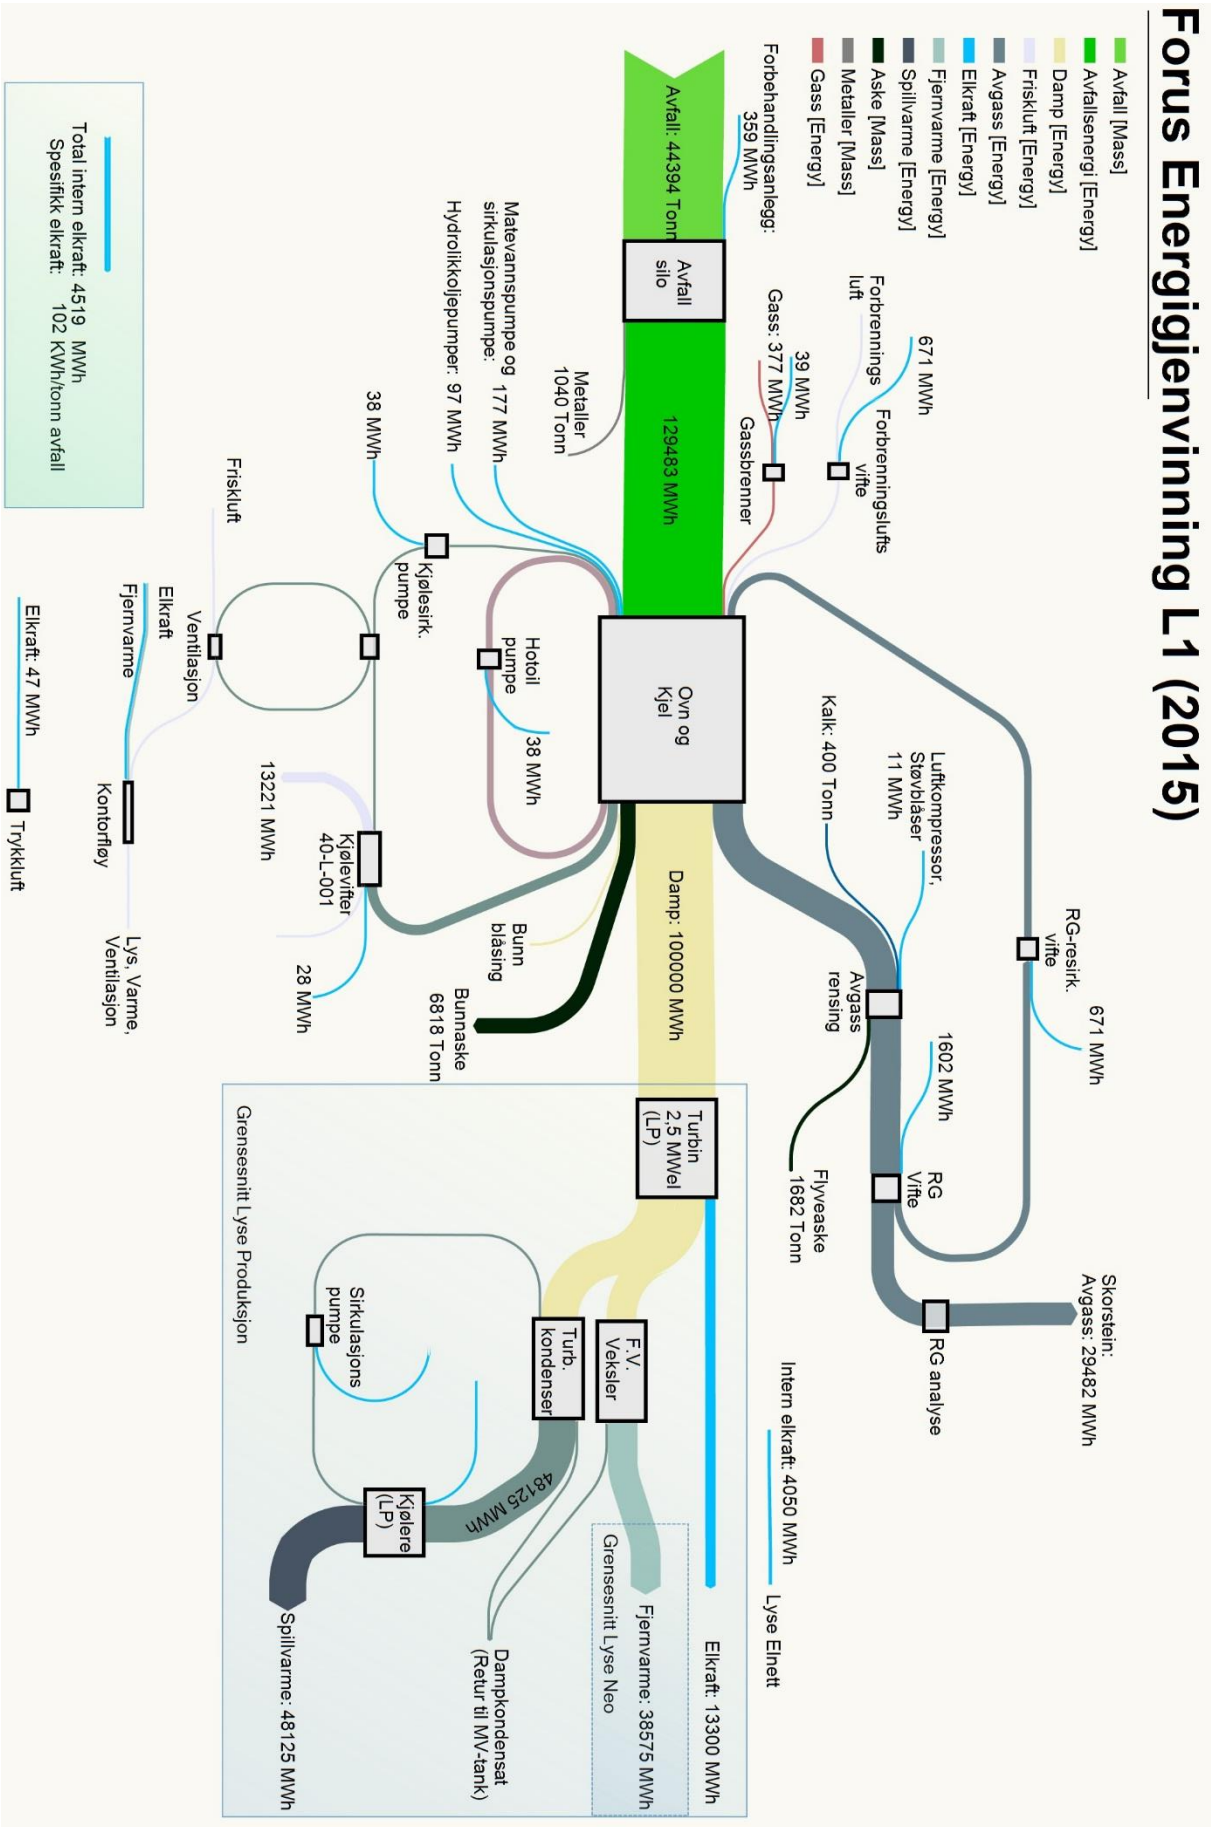 Forus Energigjenvinning L1 (2015)
Avfall [Mass]
Avfallsenergi [Energy]
Damp [Energy]
Friskluft [Energy]
Avgass [Energy]
Elkraft [Energy]
Fjernvarme [Energy]
Spillvarme [Energy]
Aske [Mass]
Metaller [Mass]
Gass [Energy]
Forbehandlingsanlegg:
359 MWh
Avfall: 44394 Tonn
Avfall
silo
129483 MWh
Metaller
1040 Tonn
671 MWh
Forbrennings
luft
Forbrenningslufts
vifte
39 MWh
Gass: 377 MWh
Gassbrenner
Matevannspumpe og
sirkulasjonspumpe:
177 MWh
Hydrolikkoljepumper: 97 MWh
38 MWh
Kjølesirk.
pumpe
Ovn og
Kjel
Hotoil
pumpe
38 MWh
Friskluft
Ventilasjon
Elkraft
Fjernvarme
Kontorfløy
Lys, Varme,
Ventilasjon
Elkraft: 47 MWh
Trykkluft
13221 MWh
Kjølevifter
40-L-001
28 MWh
Bunn
blåsing
Bunnaske
6818 Tonn
Damp: 100000 MWh
Kalk: 400 Tonn
Luftkompressor,
Støvblåser
11 MWh
Avgass
rensing
Flyveaske
1682 Tonn
RG-resirk.
vifte
671 MWh
1602 MWh
RG
Vifte
RG analyse
Skorstein:
Avgass: 29482 MWh
Turbin
2,5 MWel
(LP)
Intern elkraft: 4050 MWh
Lyse Elnett
Elkraft: 13300 MWh
F.V.
Veksler
Fjernvarme: 38575 MWh
Grensesnitt Lyse Neo
Turb.
kondenser
48125 MWh
Dampkondensat
(Retur til MV-tank)
Sirkulasjons
pumpe
Kjølere
(LP)
Spillvarme: 48125 MWh
Grensesnitt Lyse Produksjon
Total intern elkraft: 4519 MWh
Spesifikk elkraft: 102 KWh/tonn avfall